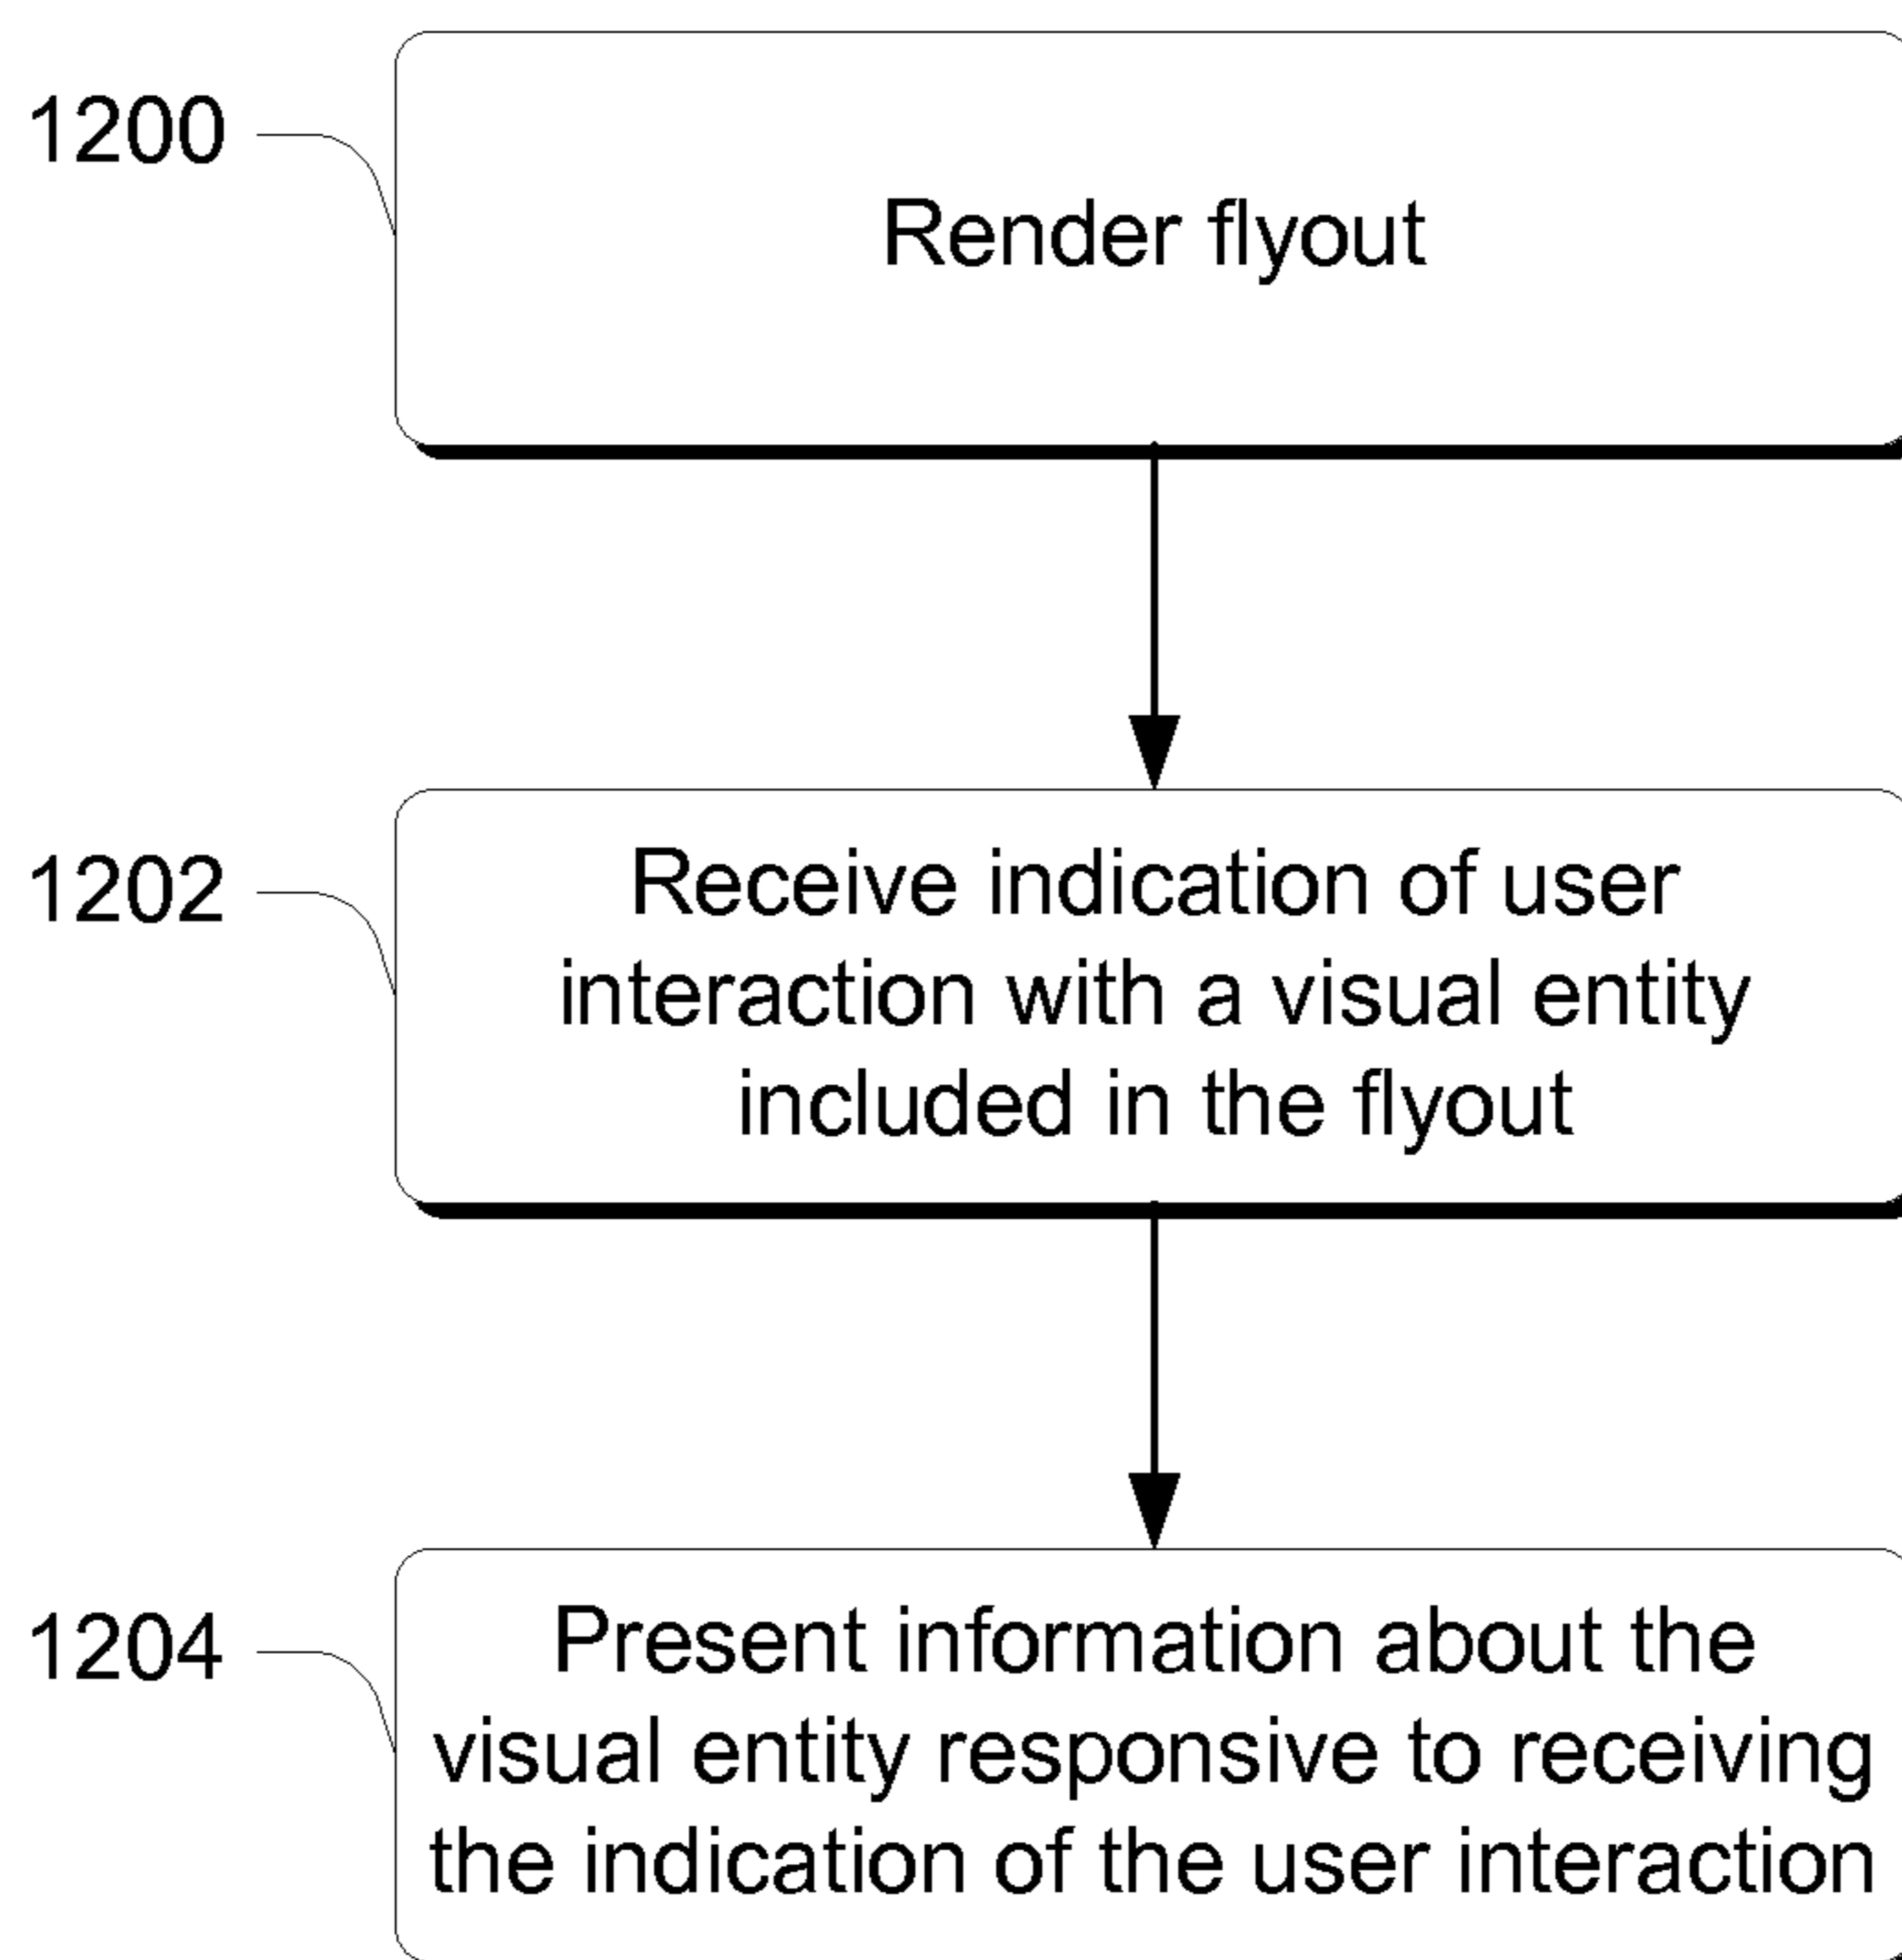 1200
Render flyout
1202
Receive indication of user
interaction with a visual entity
included in the flyout
1204
Present information about the
visual entity responsive to receiving
the indication of the user interaction